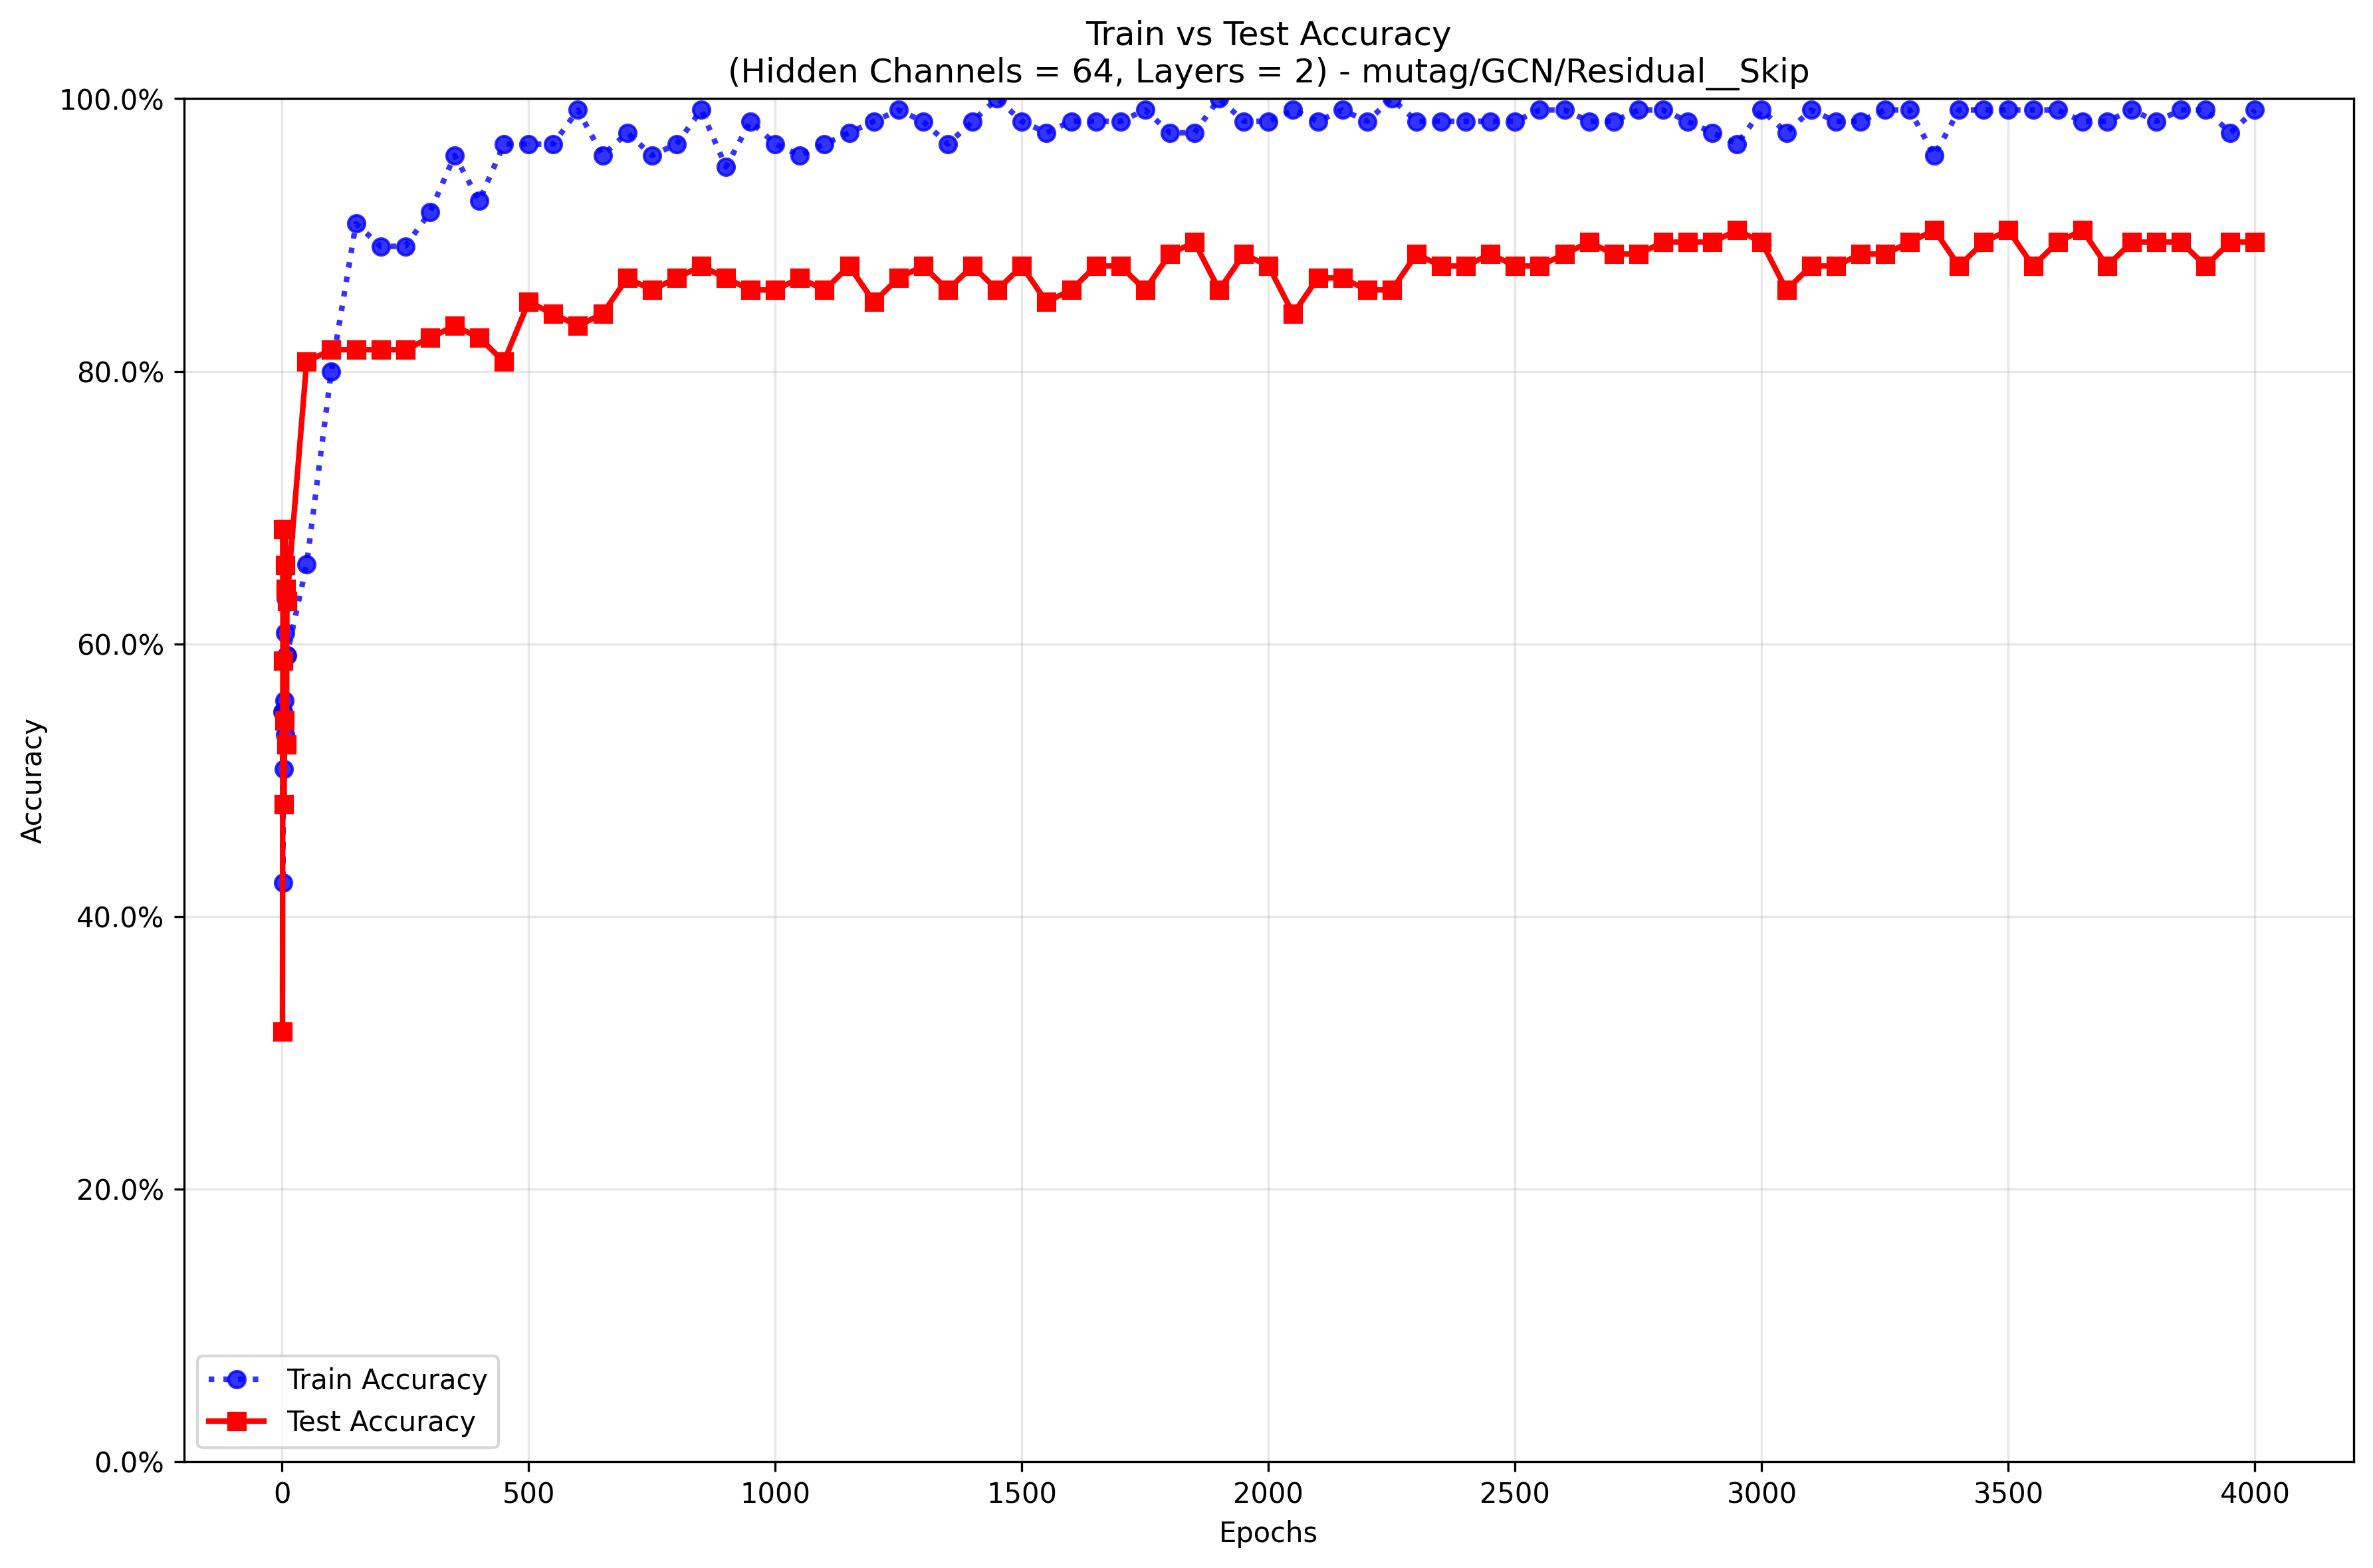 Train vs Test Accuracy
(Hidden Channels = 64, Layers = 2) - mutag/GCN/Residual__Skip
100.0%
80.0%
60.0%
40.0%
20.0%
0.0%
Accuracy
Train Accuracy
Test Accuracy
0 500 1000 1500 2000 2500 3000 3500 4000
Epochs